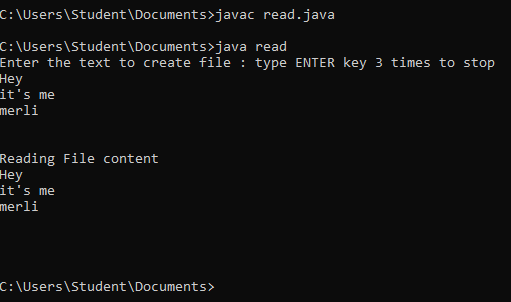 C:\Users\Student\Documents>javac read.java
C:\Users\Student\Documents>java read
Enter the text to create file : type ENTER key 3 times to stop
Hey
it's me
merli
Reading File content
Hey
it's me
merli
C:\Users\Student\Documents>